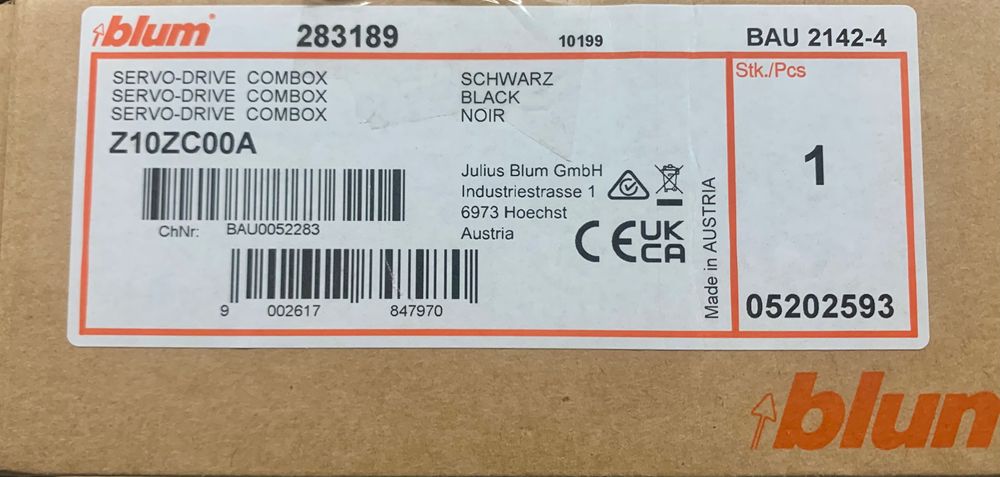 blum 283189 10199 BAU 2142-4
SERVO-DRIVE COMBOX SCHWARZ
SERVO-DRIVE COMBOX BLACK
SERVO-DRIVE COMBOX NOIR
Z10ZC00A
Stk./Pcs
1
ChNr: BAU0052283
Julius Blum GmbH
Industriestrasse 1
6973 Hoechst
Austria
CE UK
CA
Made in AUSTRIA
9 002617 847970
05202593
blum